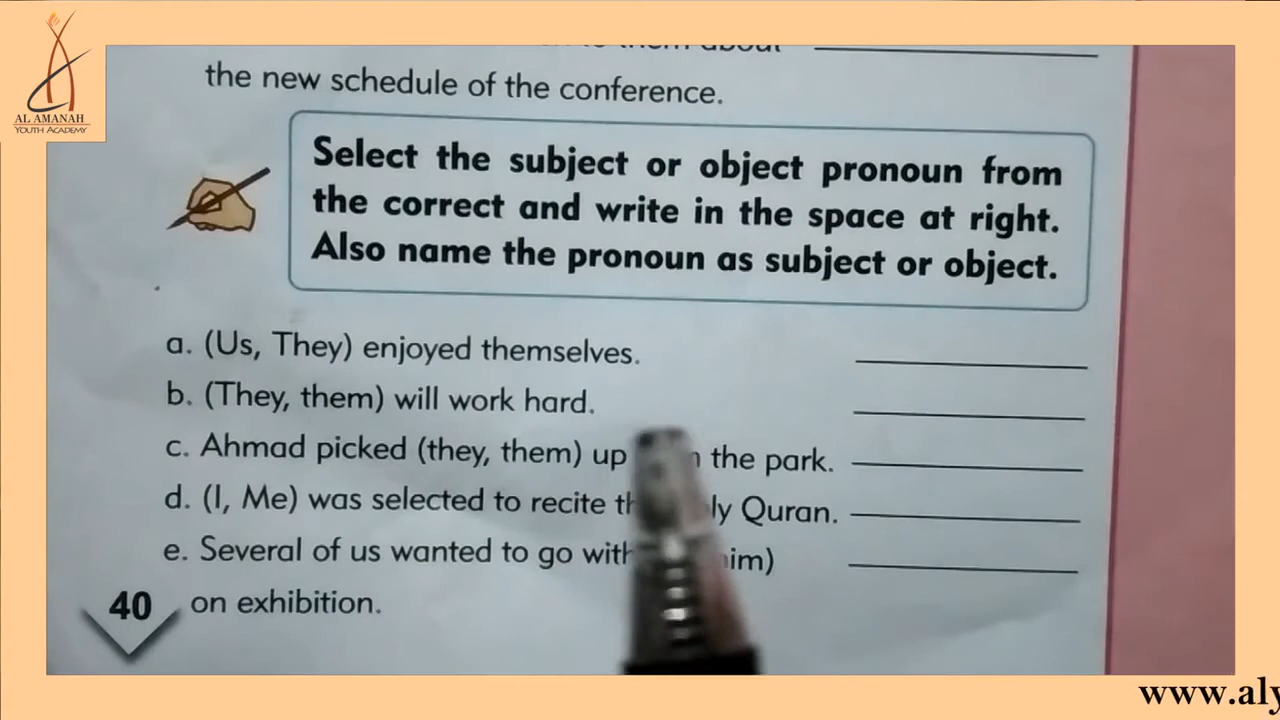 AL AMANAH
YOUTH ACADEMY
them about
the new schedule of the conference.
Select the subject or object pronoun from
the correct and write in the space at right.
Also name the pronoun as subject or object.
a. (Us, They) enjoyed themselves.
b. (They, them) will work hard.
c. Ahmad picked (they, them) up the park.
d. (I, Me) was selected to recite Quran.
e. Several of us wanted to go
on exhibition.
40
www.aly